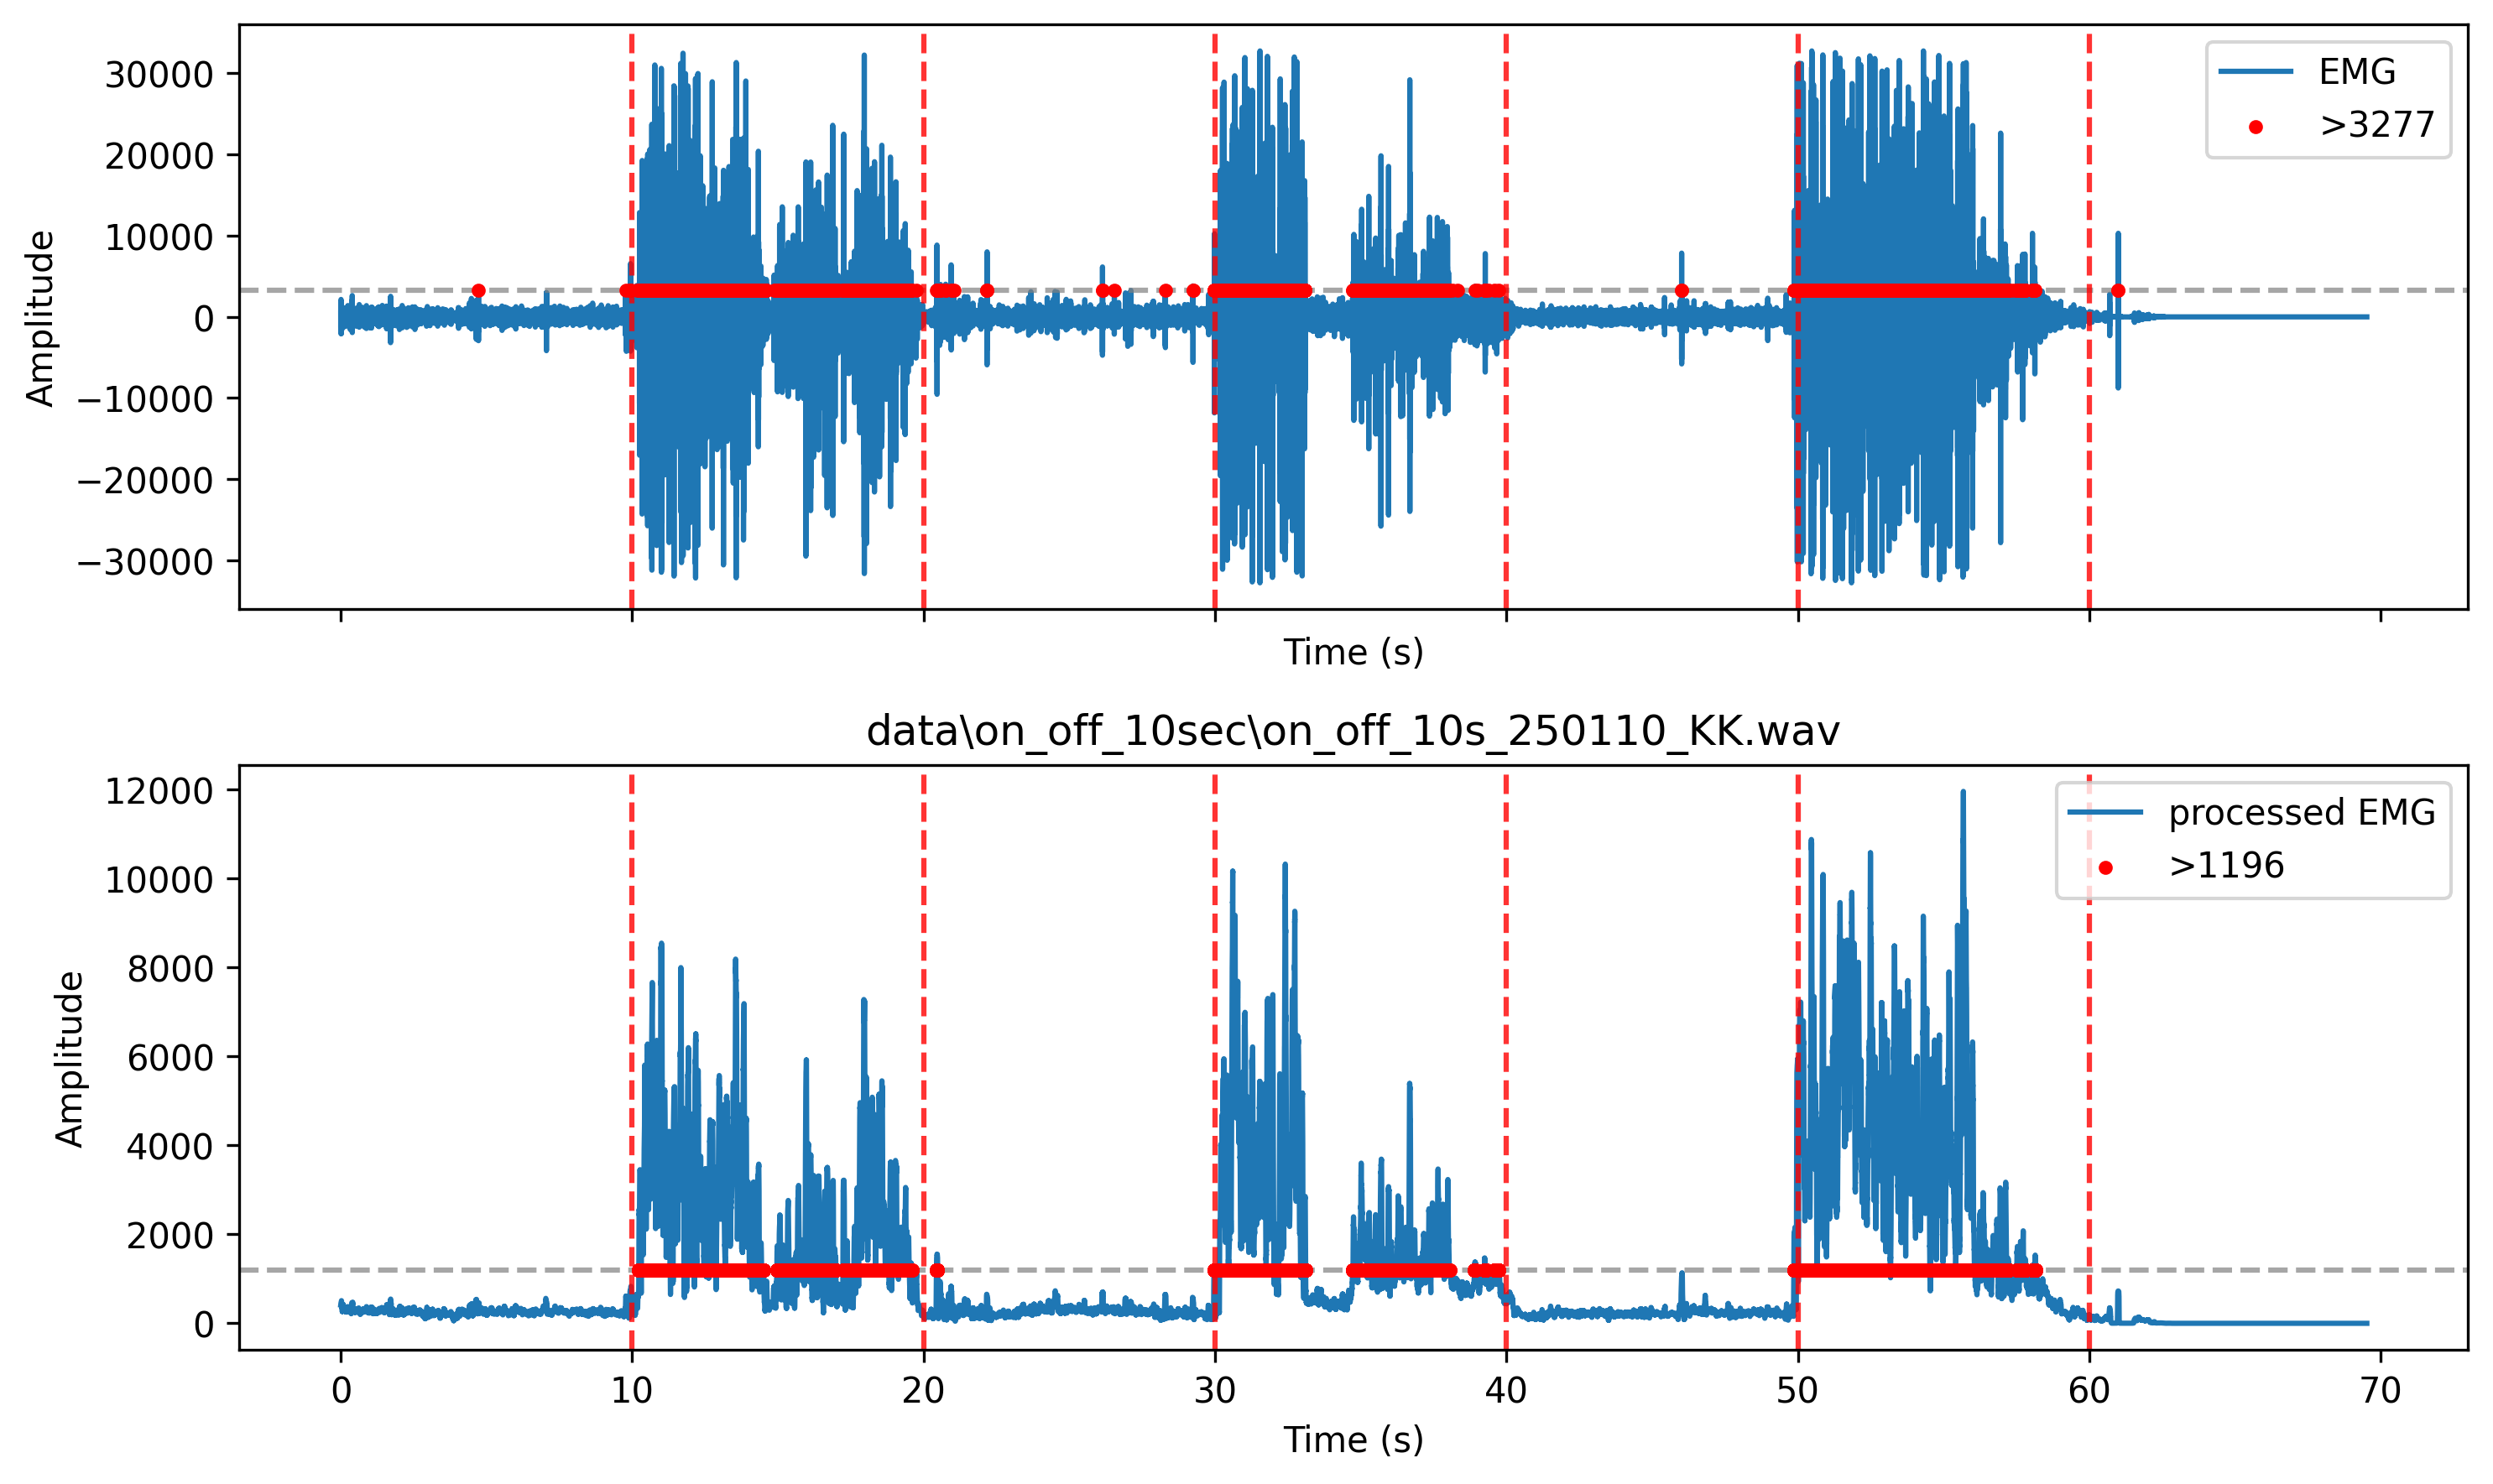 30000
20000
10000
0
−10000
−20000
−30000
Amplitude
EMG
>3277
Time (s)
data\on_off_10sec\on_off_10s_250110_KK.wav
12000
10000
8000
6000
4000
2000
0
Amplitude
processed EMG
>1196
0 10 20 30 40 50 60 70
Time (s)